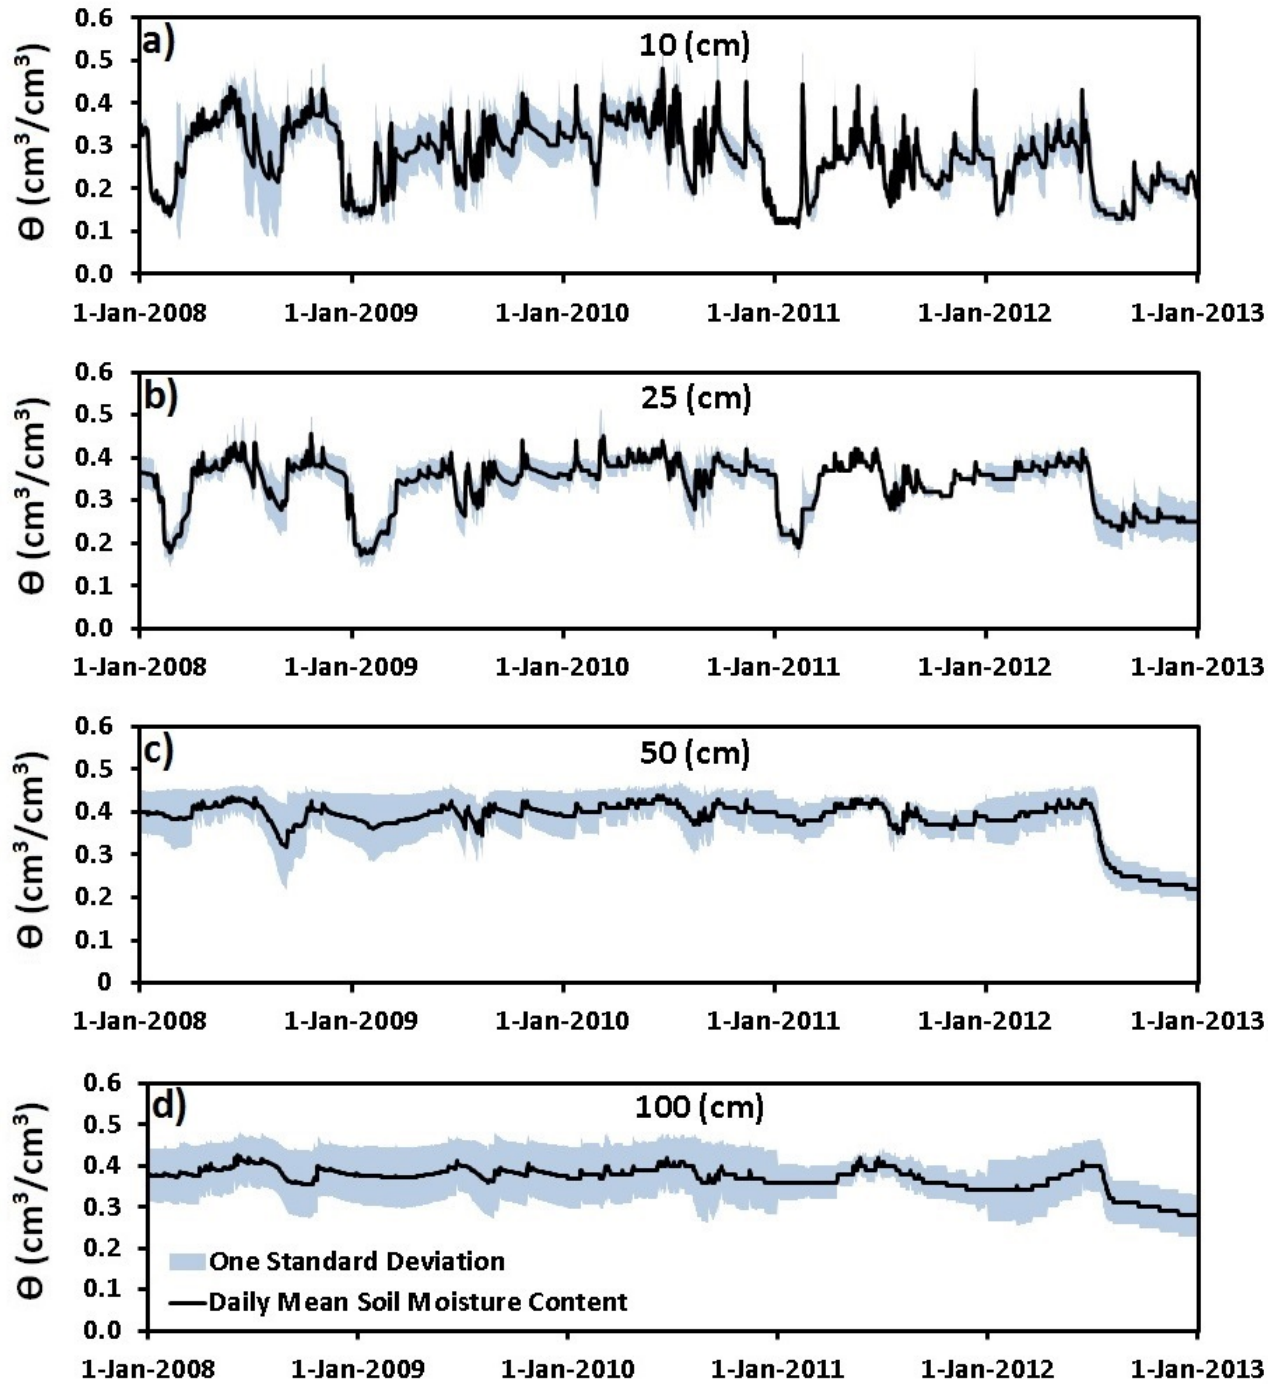 0.6
a)
10 (cm)
0.5
0.4
0.3
0.2
0.1
0.0
Θ (cm³/cm³)
1-Jan-2008 1-Jan-2009 1-Jan-2010 1-Jan-2011 1-Jan-2012 1-Jan-2013
0.6
b)
25 (cm)
0.5
0.4
0.3
0.2
0.1
0.0
Θ (cm³/cm³)
1-Jan-2008 1-Jan-2009 1-Jan-2010 1-Jan-2011 1-Jan-2012 1-Jan-2013
0.6
c)
50 (cm)
0.5
0.4
0.3
0.2
0.1
0
Θ (cm³/cm³)
1-Jan-2008 1-Jan-2009 1-Jan-2010 1-Jan-2011 1-Jan-2012 1-Jan-2013
0.6
d)
100 (cm)
0.5
0.4
0.3
0.2
0.1
0.0
Θ (cm³/cm³)
One Standard Deviation
Daily Mean Soil Moisture Content
1-Jan-2008 1-Jan-2009 1-Jan-2010 1-Jan-2011 1-Jan-2012 1-Jan-2013